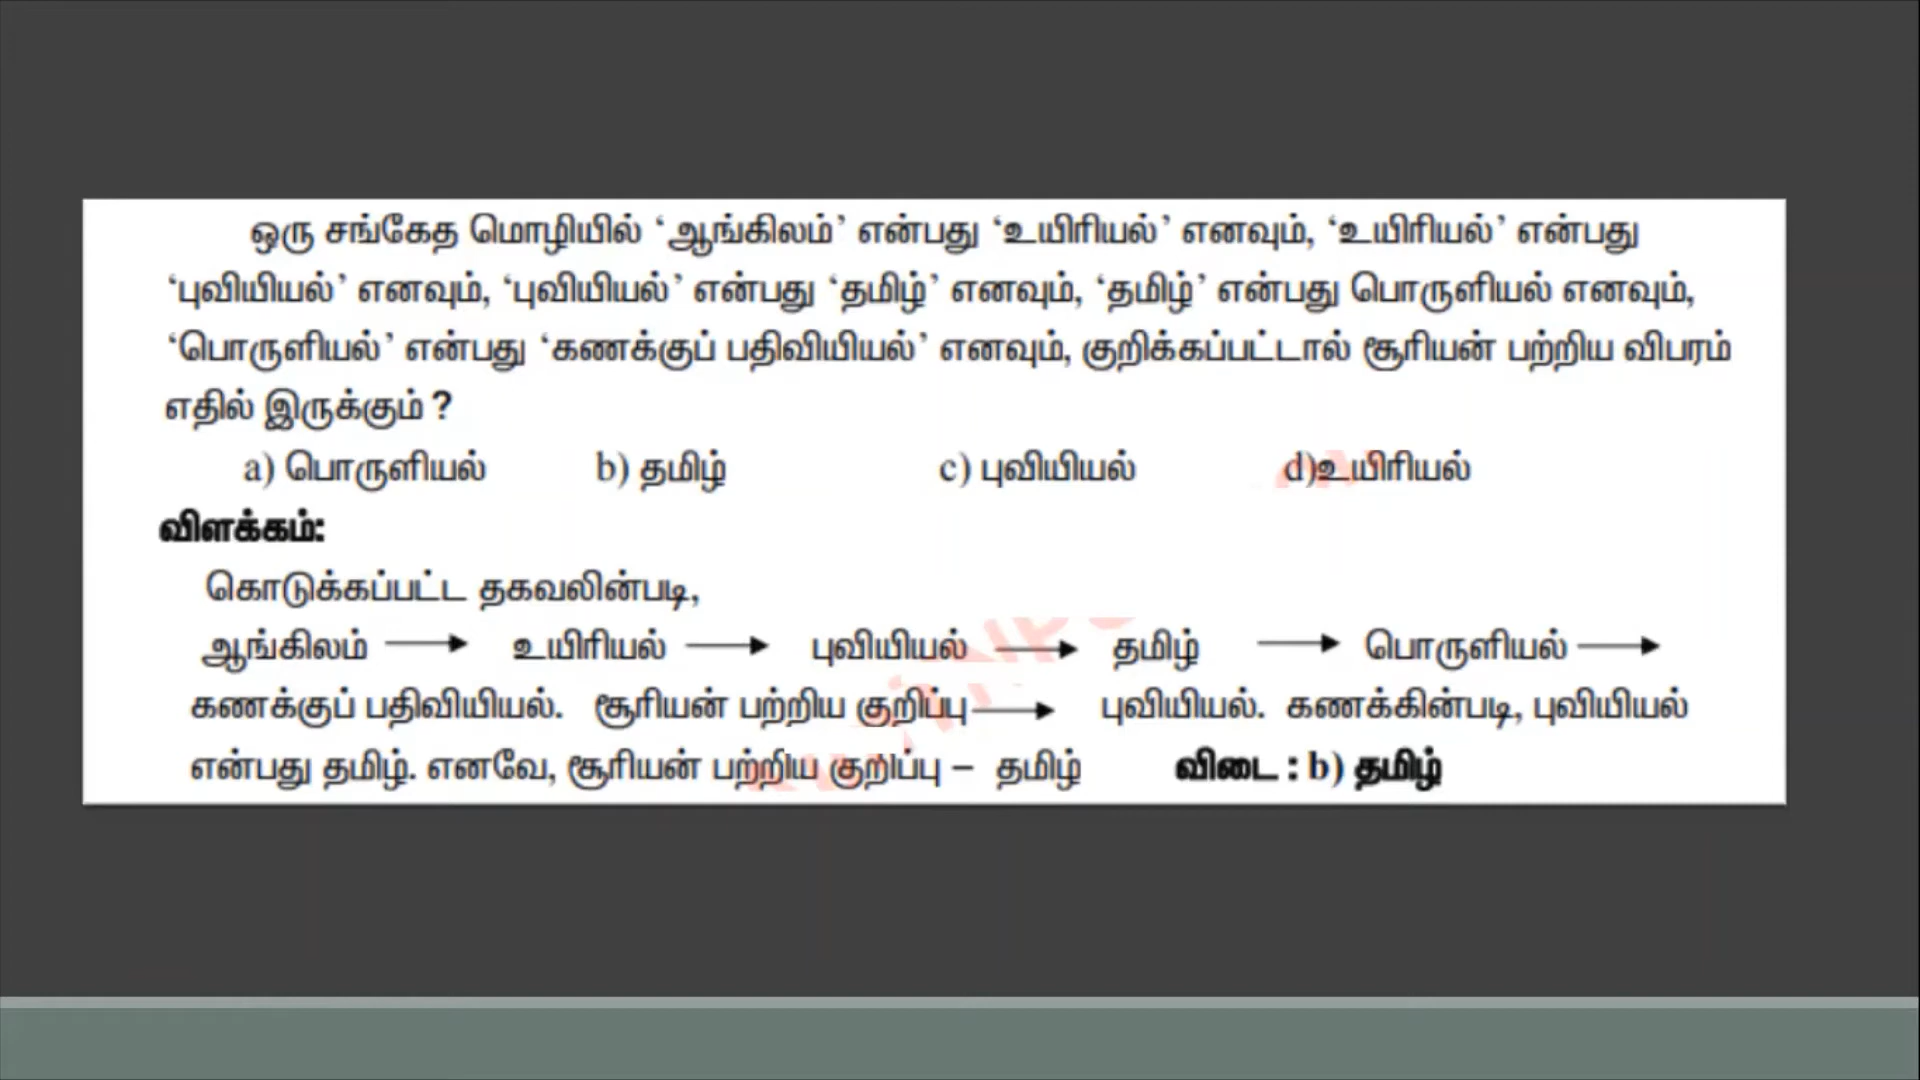 ஒரு சங்கேத மொழியில் ‘ஆங்கிலம்’ என்பது ‘உயிரியல்’ எனவும், ‘உயிரியல்’ என்பது
‘புவியியல்’ எனவும், ‘புவியியல்’ என்பது ‘தமிழ்’ எனவும், ‘தமிழ்’ என்பது பொருளியல் எனவும்,
‘பொருளியல்’ என்பது ‘கணக்குப் பதிவியியல்’ எனவும், குறிக்கப்பட்டால் சூரியன் பற்றிய விபரம்
எதில் இருக்கும் ?
a) பொருளியல் b) தமிழ் c) புவியியல் d)உயிரியல்
விளக்கம்:
கொடுக்கப்பட்ட தகவலின்படி,
ஆங்கிலம் ⟶ உயிரியல் ⟶ புவியியல் ⟶ தமிழ் ⟶ பொருளியல் ⟶
கணக்குப் பதிவியியல். சூரியன் பற்றிய குறிப்பு ⟶ புவியியல். கணக்கின்படி, புவியியல்
என்பது தமிழ். எனவே, சூரியன் பற்றிய குறிப்பு – தமிழ் விடை : b) தமிழ்